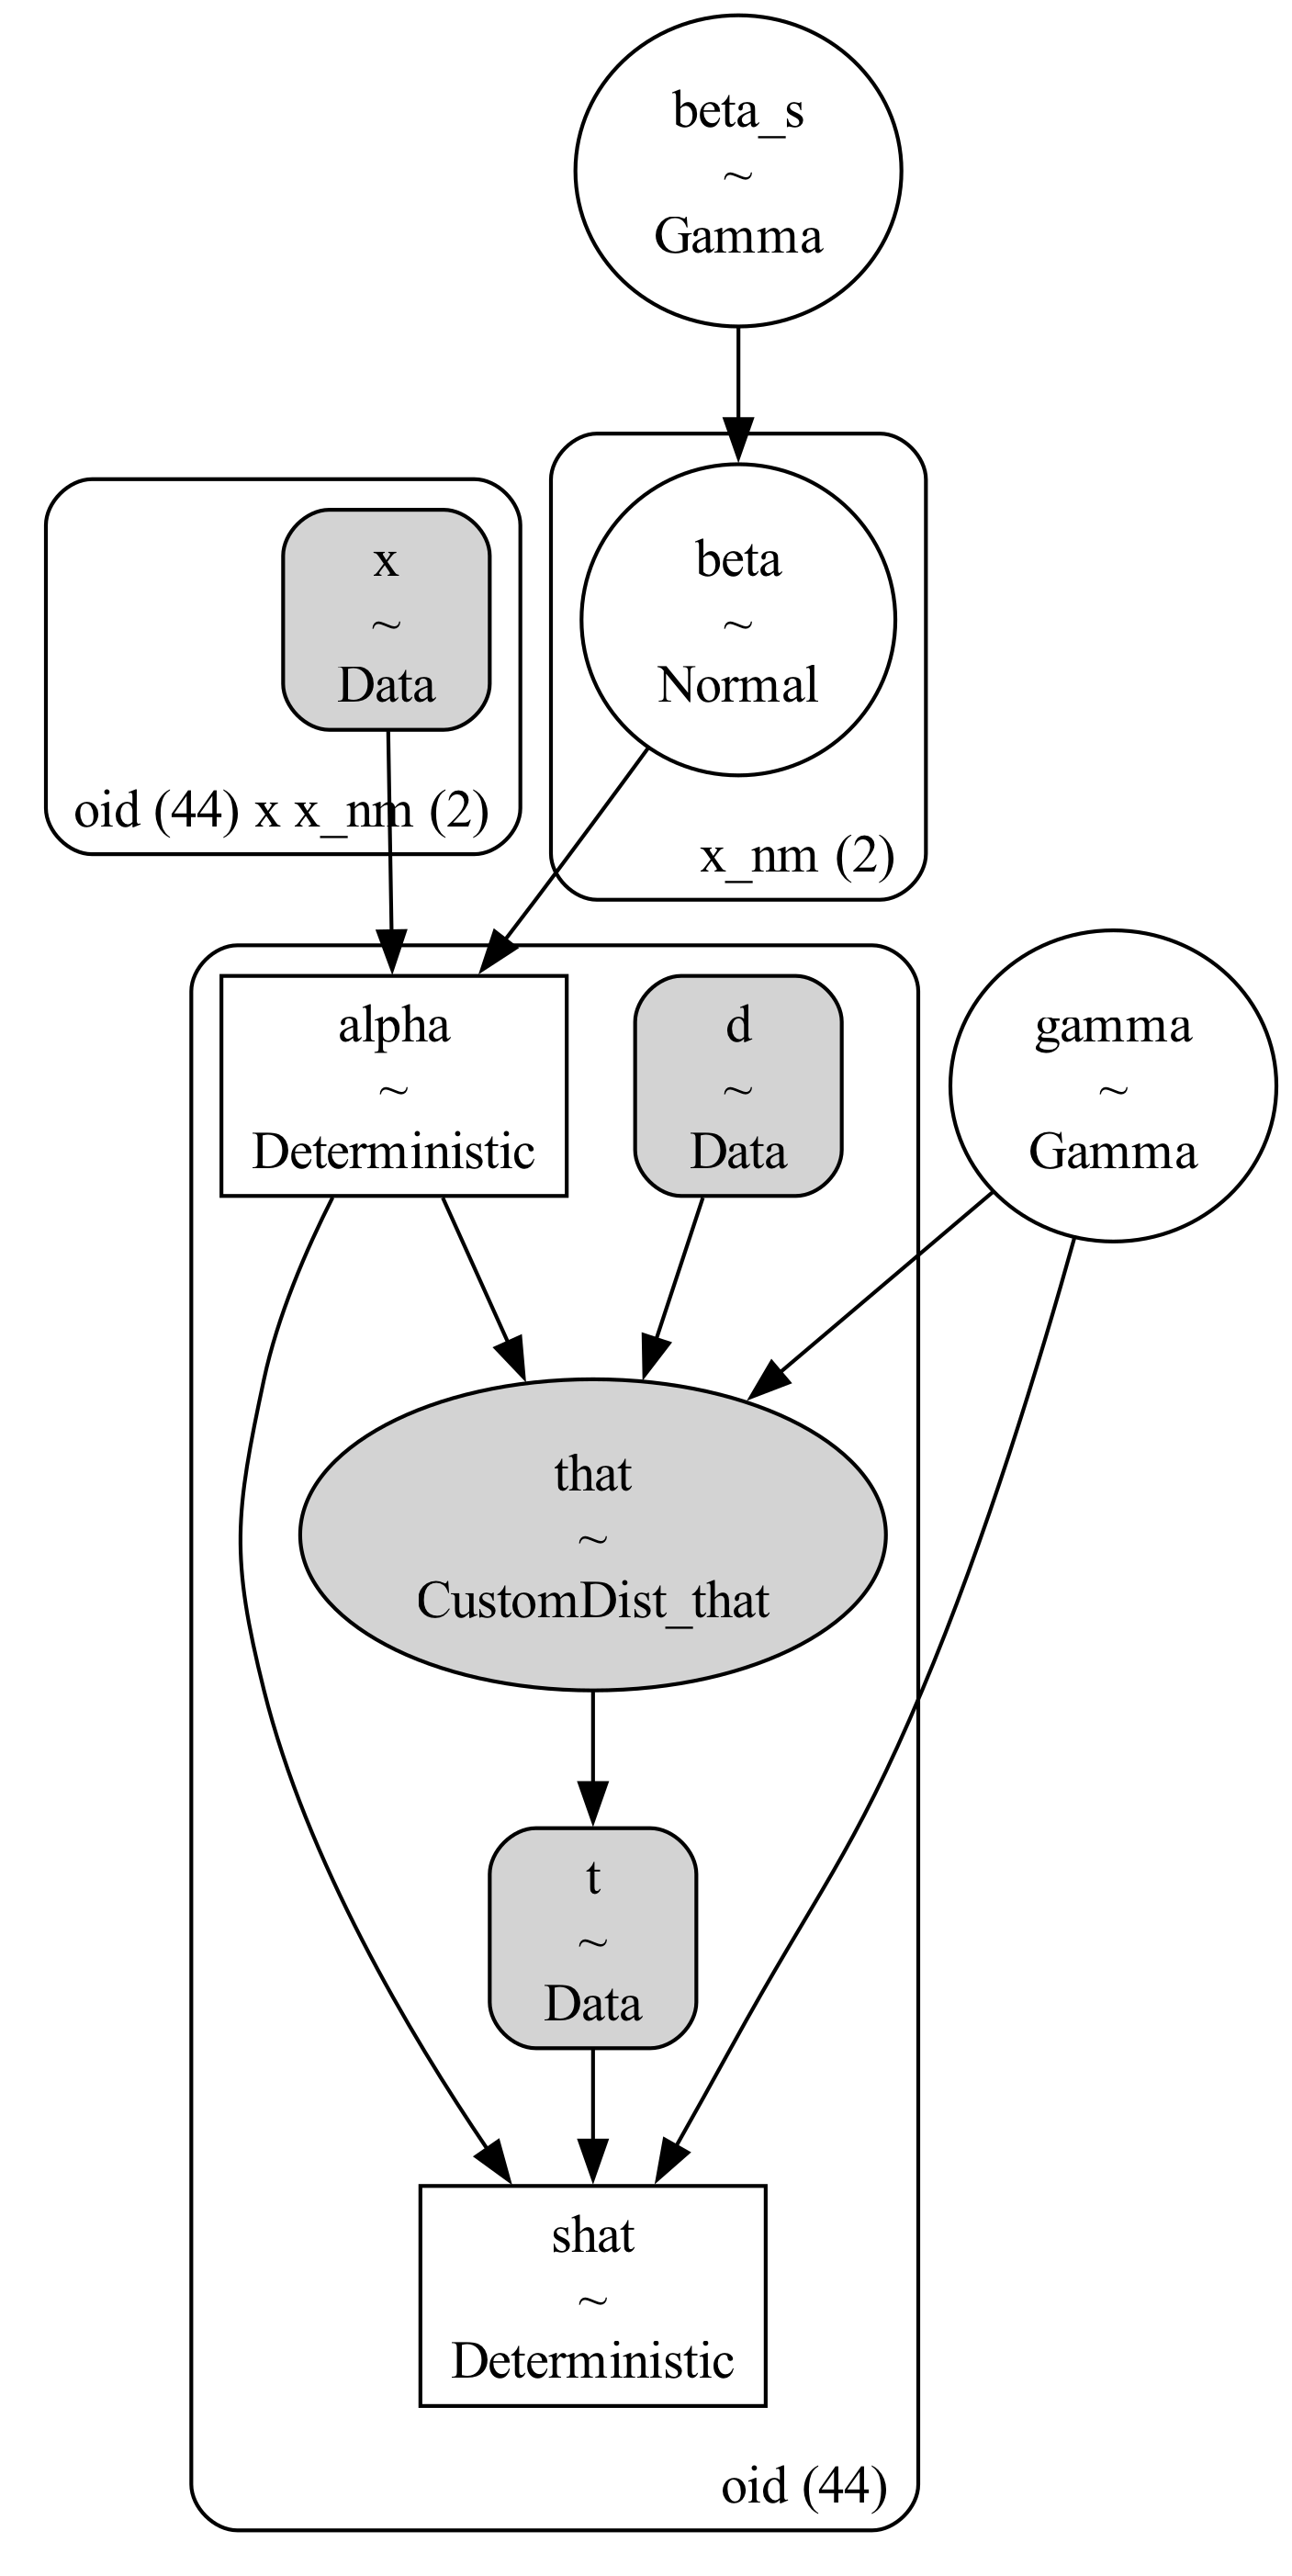 beta_s
~
Gamma
x
~
Data
oid (44) x x_nm (2)
beta
~
Normal
x_nm (2)
alpha
~
Deterministic
d
~
Data
gamma
~
Gamma
that
~
CustomDist_that
t
~
Data
shat
~
Deterministic
oid (44)